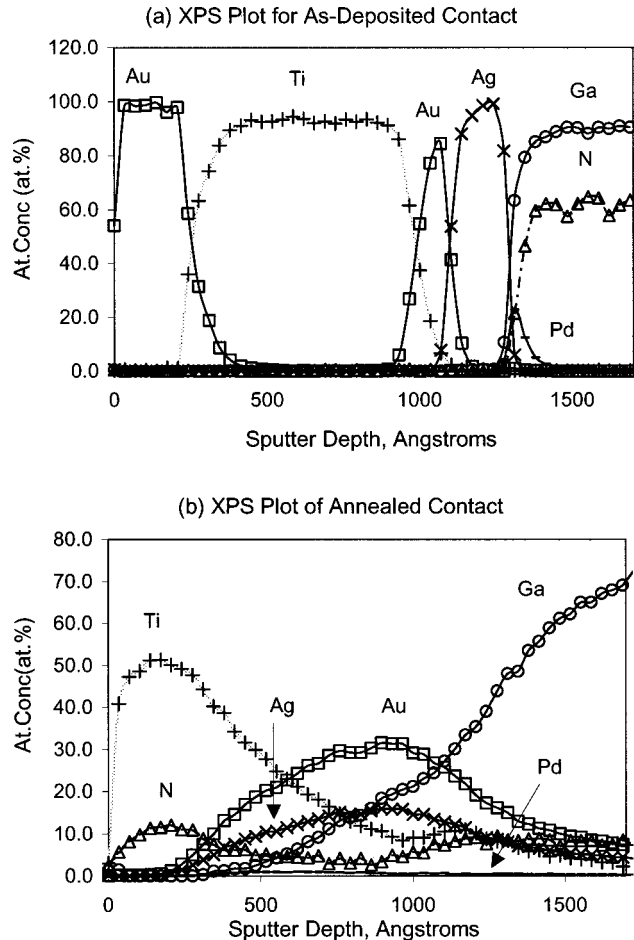 (a) XPS Plot for As-Deposited Contact
120.0
100.0
80.0
60.0
40.0
20.0
0.0
At.Conc (at.%)
Au
Ti
Au
Ag
Ga
N
Pd
0
500
1000
1500
Sputter Depth, Angstroms
(b) XPS Plot of Annealed Contact
80.0
70.0
60.0
50.0
40.0
30.0
20.0
10.0
0.0
At.Conc(at.%)
Ti
N
Ag
Au
Ga
Pd
0
500
1000
1500
Sputter Depth, Angstroms